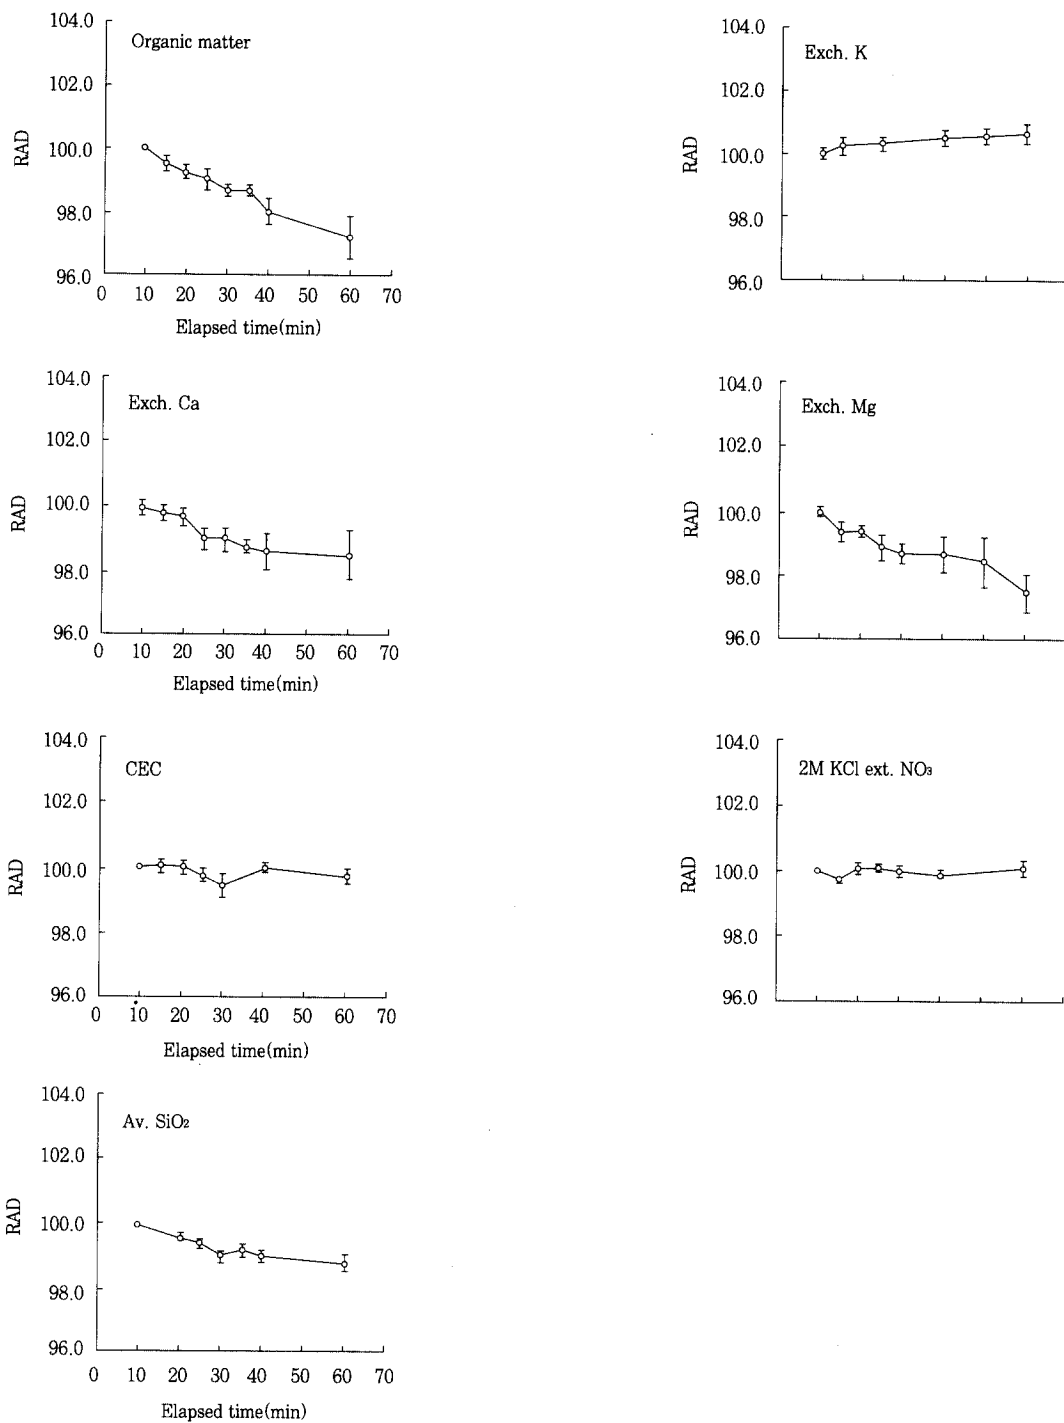 104.0
Organic matter
102.0
RAD
100.0
98.0
96.0
0 10 20 30 40 50 60 70
Elapsed time(min)
104.0
Exch. K
102.0
RAD
100.0
98.0
96.0
104.0
Exch. Ca
102.0
RAD
100.0
98.0
96.0
0 10 20 30 40 50 60 70
Elapsed time(min)
104.0
Exch. Mg
102.0
RAD
100.0
98.0
96.0
104.0
CEC
102.0
RAD
100.0
98.0
96.0
0 10 20 30 40 50 60 70
Elapsed time(min)
104.0
2M KCl ext. NO₃
102.0
RAD
100.0
98.0
96.0
104.0
Av. SiO₂
102.0
RAD
100.0
98.0
96.0
0 10 20 30 40 50 60 70
Elapsed time(min)